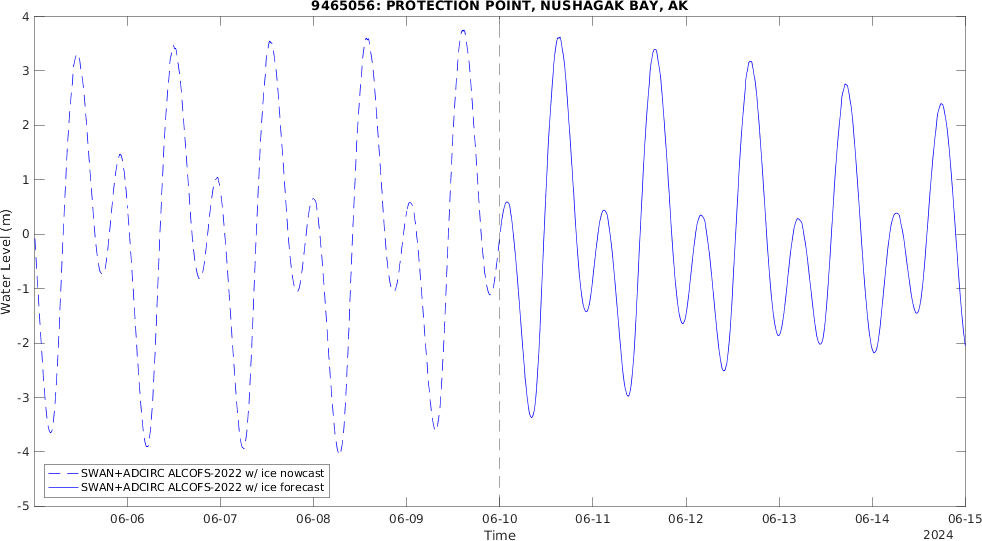 9465056: PROTECTION POINT, NUSHAGAK BAY, AK
Water Level (m)
4
3
2
1
0
-1
-2
-3
-4
-5
SWAN+ADCIRC ALCOFS-2022 w/ ice nowcast
SWAN+ADCIRC ALCOFS-2022 w/ ice forecast
06-06 06-07 06-08 06-09 06-10 06-11 06-12 06-13 06-14 06-15
Time
2024